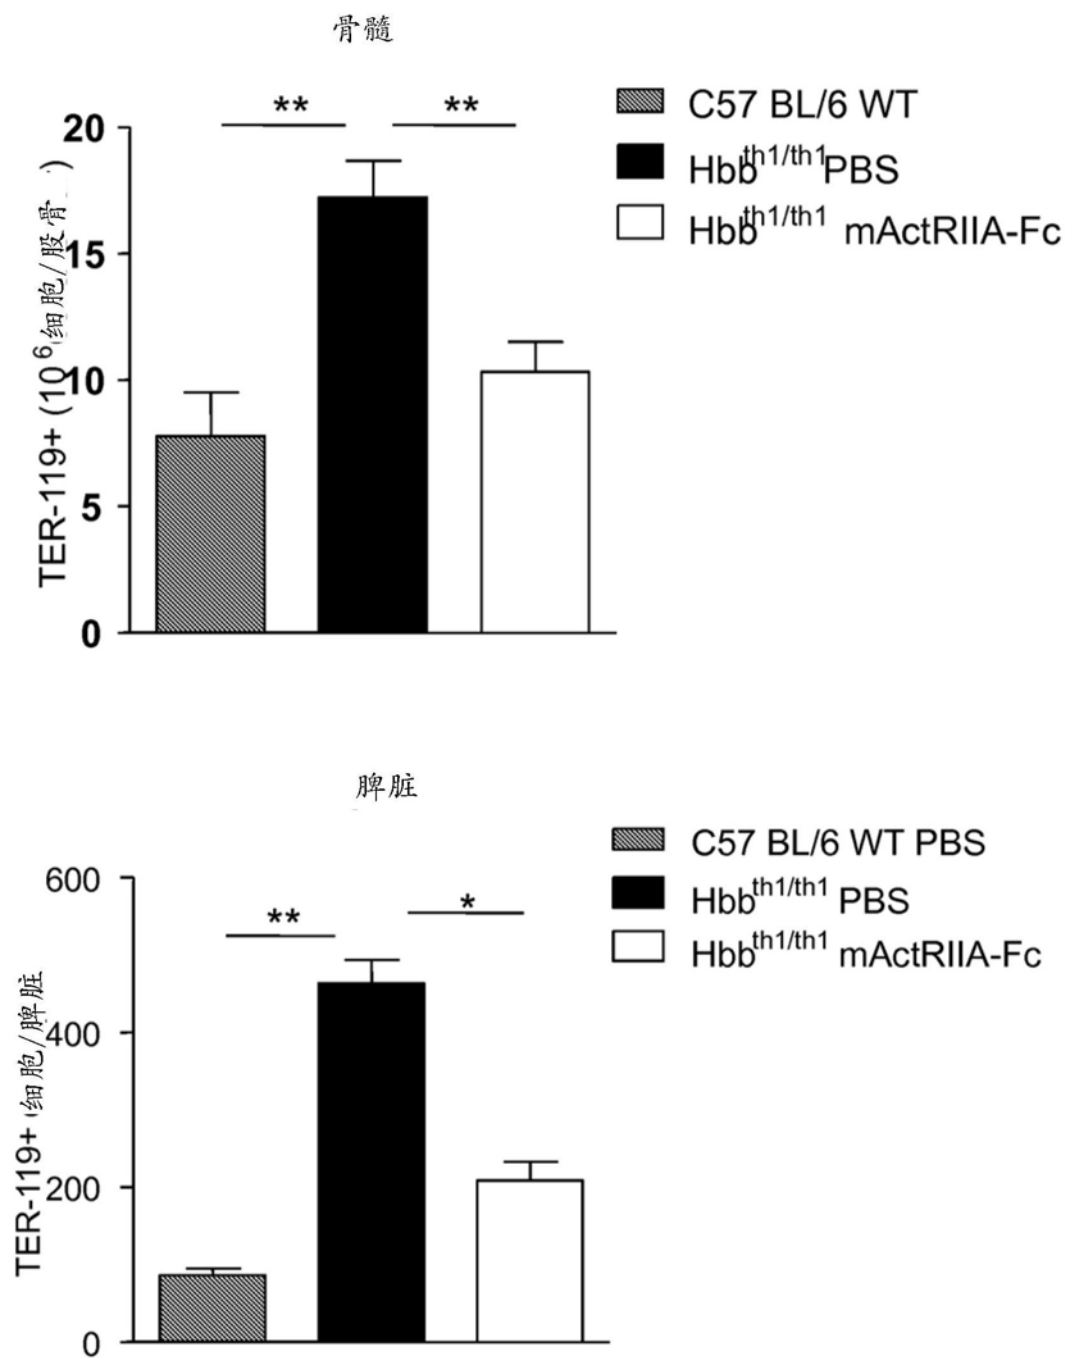 骨髓
** **
C57 BL/6 WT
Hbb th1/th1 PBS
Hbb th1/th1 mActRIIA-Fc
TER-119+ (10 6 细胞/股骨 )
20
15
10
5
0
脾脏
** *
C57 BL/6 WT PBS
Hbb th1/th1 PBS
Hbb th1/th1 mActRIIA-Fc
TER-119+ (细胞/脾脏
600
400
200
0